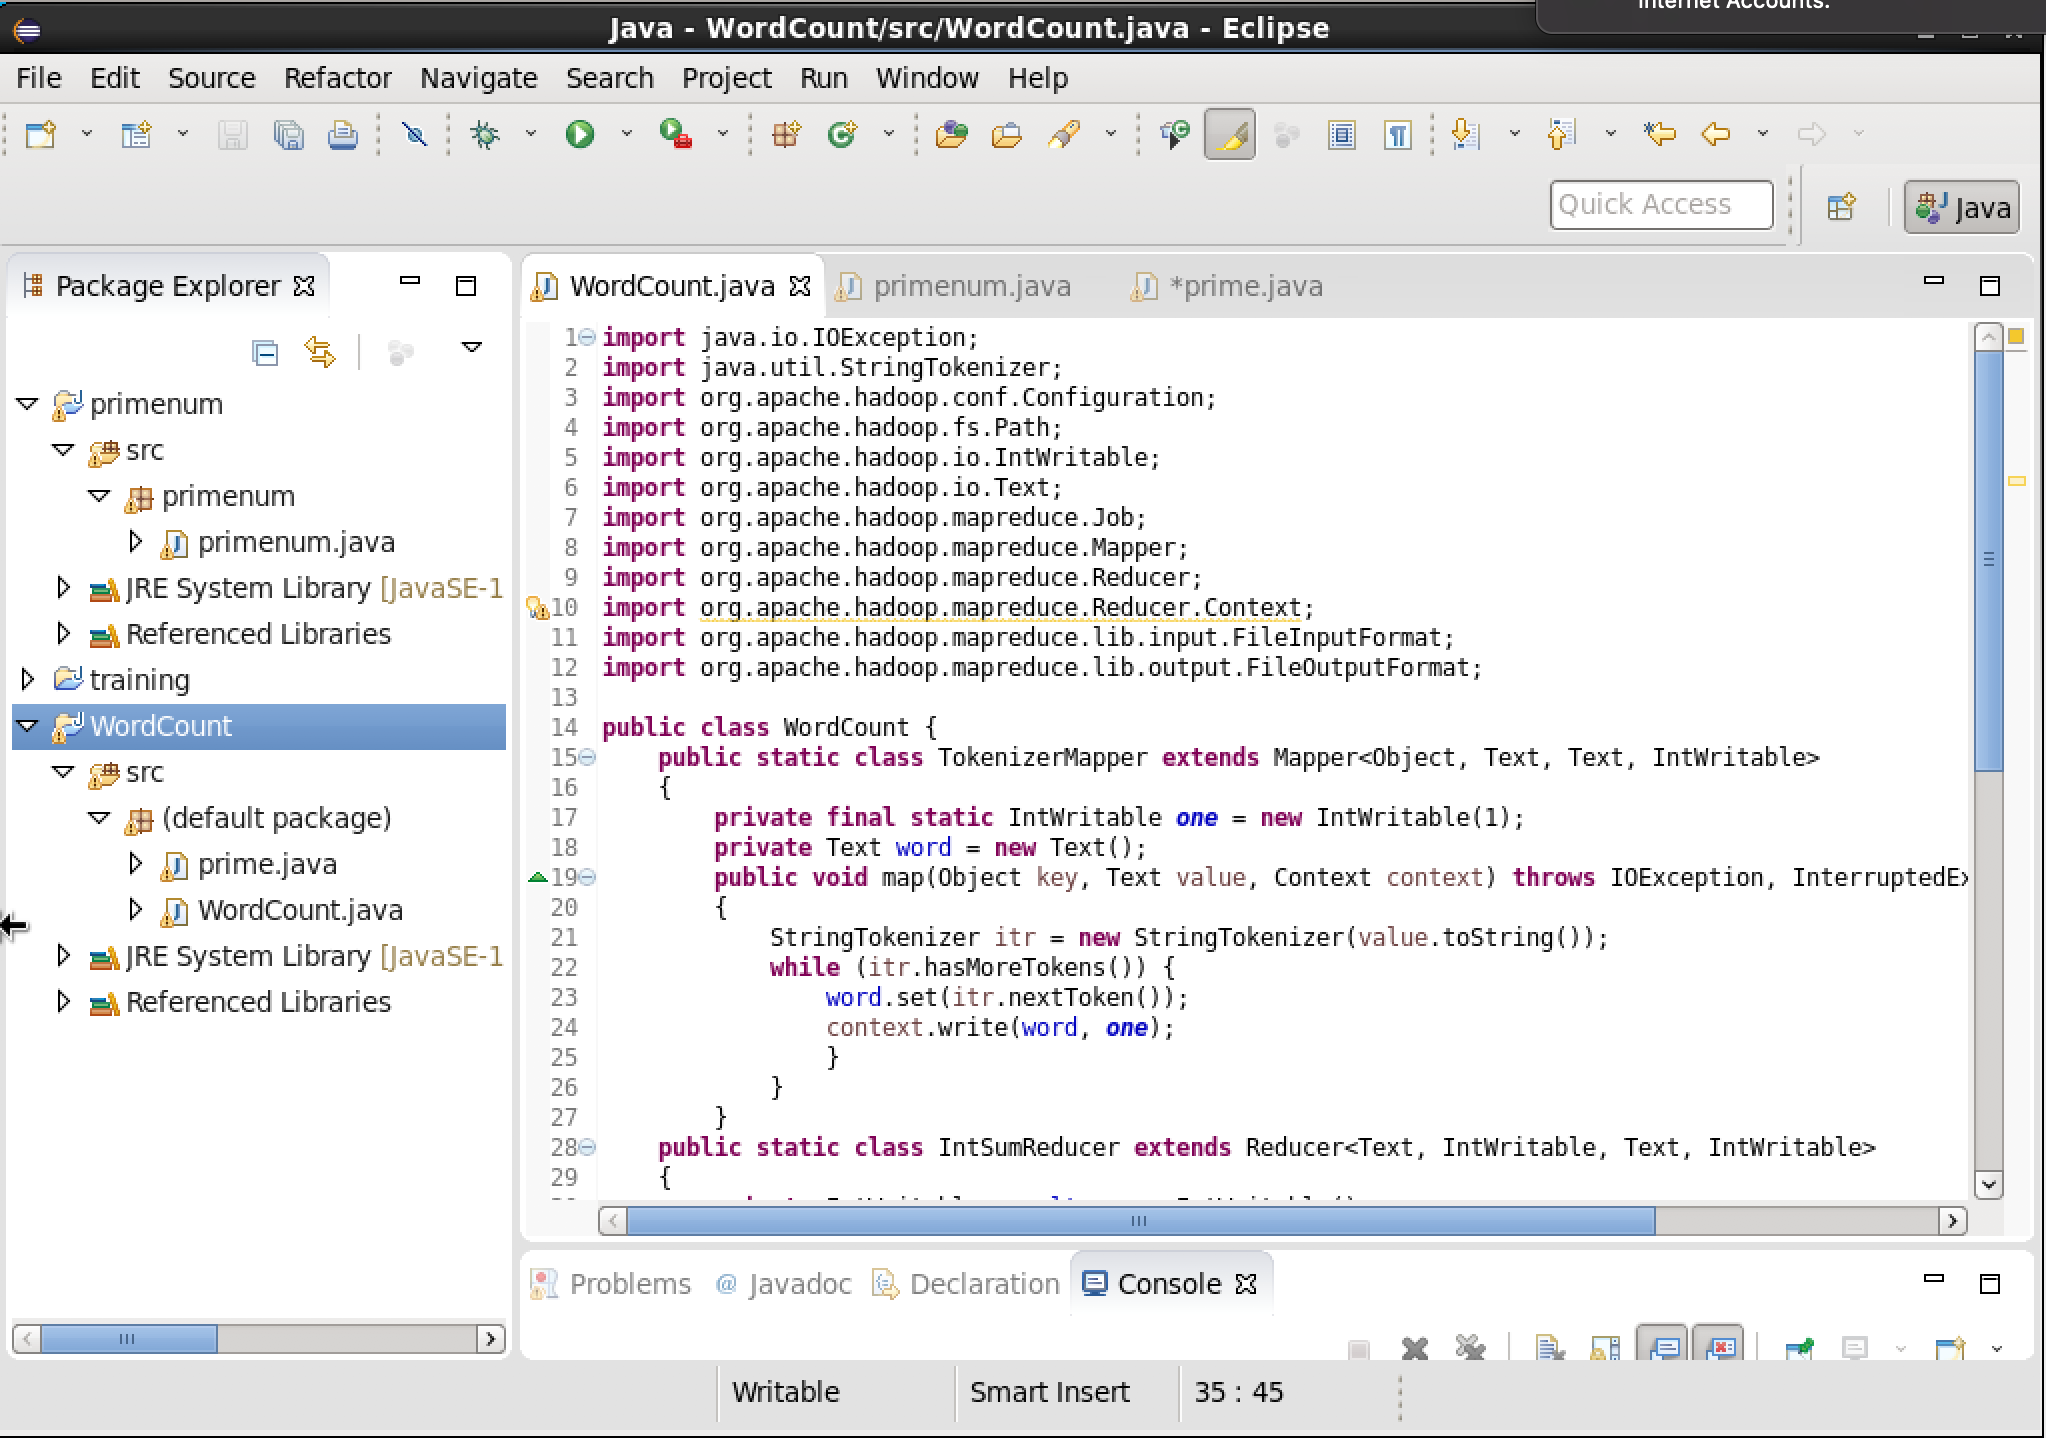 Internet Accounts.
Java - WordCount/src/WordCount.java - Eclipse
File Edit Source Refactor Navigate Search Project Run Window Help
Quick Access
Java
Package Explorer
primenum
src
primenum
primenum.java
JRE System Library [JavaSE-1
Referenced Libraries
training
WordCount
src
(default package)
prime.java
WordCount.java
JRE System Library [JavaSE-1
Referenced Libraries
WordCount.java primenum.java *prime.java
1 import java.io.IOException;
2 import java.util.StringTokenizer;
3 import org.apache.hadoop.conf.Configuration;
4 import org.apache.hadoop.fs.Path;
5 import org.apache.hadoop.io.IntWritable;
6 import org.apache.hadoop.io.Text;
7 import org.apache.hadoop.mapreduce.Job;
8 import org.apache.hadoop.mapreduce.Mapper;
9 import org.apache.hadoop.mapreduce.Reducer;
10 import org.apache.hadoop.mapreduce.Reducer.Context;
11 import org.apache.hadoop.mapreduce.lib.input.FileInputFormat;
12 import org.apache.hadoop.mapreduce.lib.output.FileOutputFormat;
13
14 public class WordCount {
15 public static class TokenizerMapper extends Mapper<Object, Text, Text, IntWritable>
16 {
17 private final static IntWritable one = new IntWritable(1);
18 private Text word = new Text();
19 public void map(Object key, Text value, Context context) throws IOException, InterruptedEx
20 {
21 StringTokenizer itr = new StringTokenizer(value.toString());
22 while (itr.hasMoreTokens()) {
23 word.set(itr.nextToken());
24 context.write(word, one);
25 }
26 }
27 }
28 public static class IntSumReducer extends Reducer<Text, IntWritable, Text, IntWritable>
29 {
Problems @ Javadoc Declaration Console
Writable Smart Insert 35 : 45